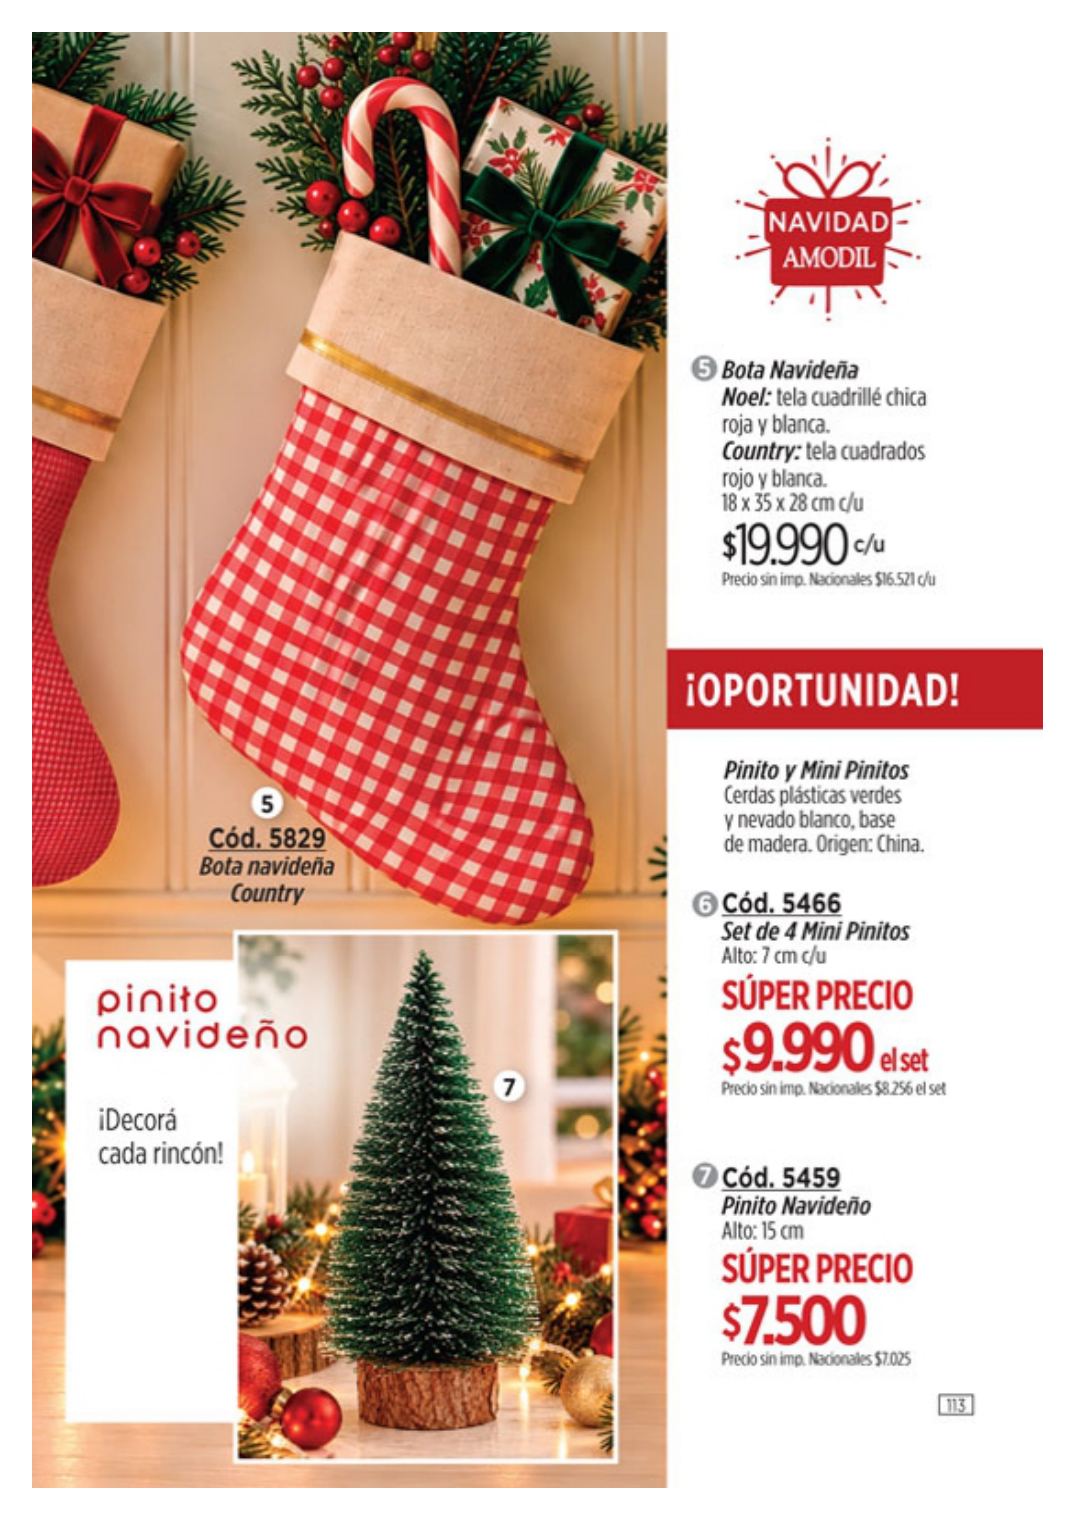 NAVIDAD
AMODIL
5 Bota Navideña
Noel: tela cuadrillé chica
roja y blanca.
Country: tela cuadrados
rojo y blanca.
18 x 35 x 28 cm c/u
$19.990 c/u
Precio sin imp. Nacionales $16.521 c/u
¡OPORTUNIDAD!
Pinito y Mini Pinitos
Cerdas plásticas verdes
y nevado blanco, base
de madera. Origen: China.
6 Cód. 5466
Set de 4 Mini Pinitos
Alto: 7 cm c/u
SÚPER PRECIO
$9.990 el set
Precio sin imp. Nacionales $8.256 el set
7 Cód. 5459
Pinito Navideño
Alto: 15 cm
SÚPER PRECIO
$7.500
Precio sin imp. Nacionales $7.025
113
5
Cód. 5829
Bota navideña
Country
pinito
navideño
¡Decorá
cada rincón!
7